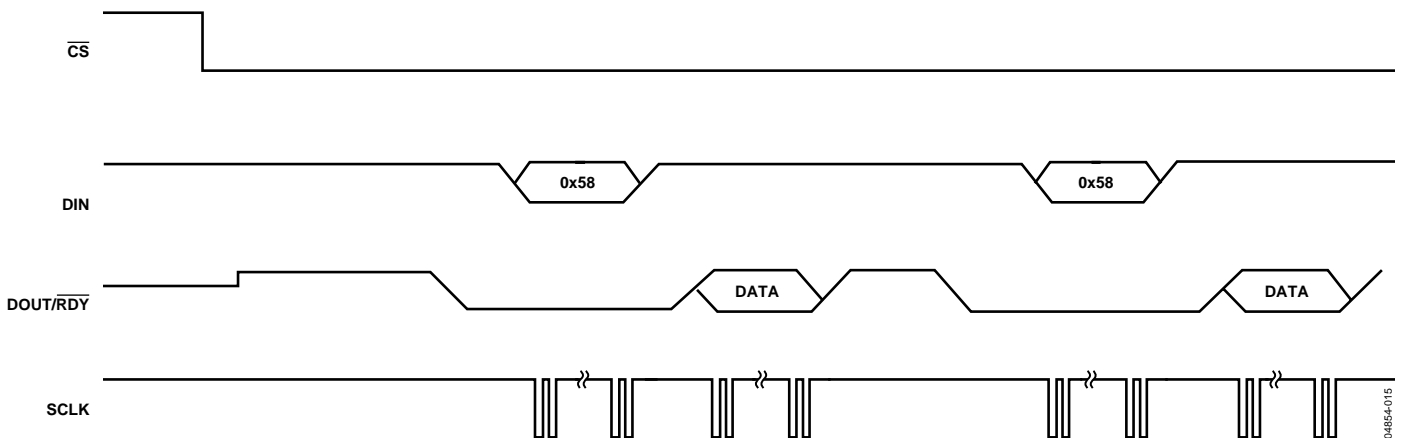 CS
DIN
0x58
0x58
DOUT/RDY
DATA
DATA
SCLK
04854-015